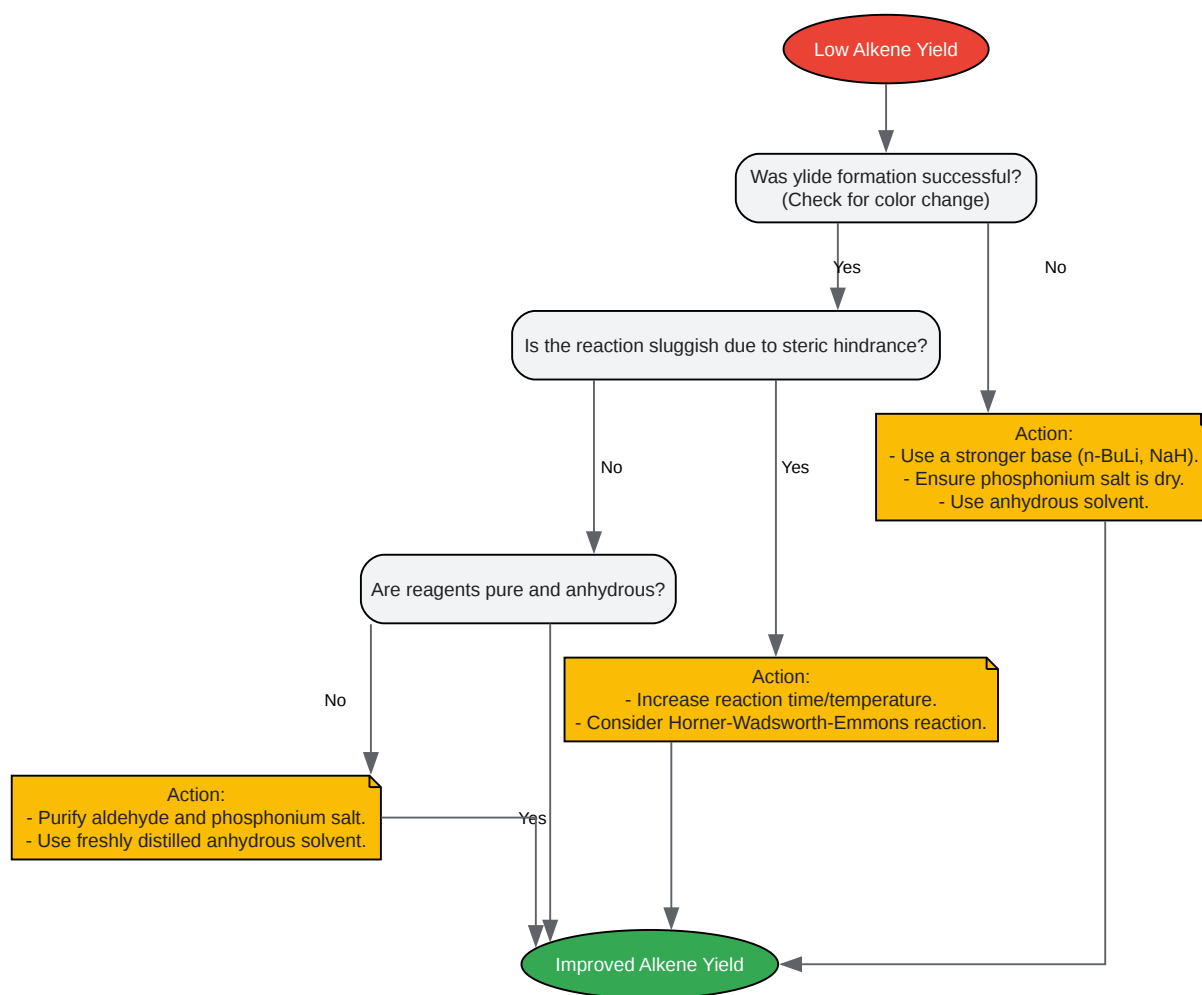 Low Alkene Yield
Was ylide formation successful?
(Check for color change)
Yes
No
Is the reaction sluggish due to steric hindrance?
Action:
- Use a stronger base (n-BuLi, NaH).
- Ensure phosphonium salt is dry.
- Use anhydrous solvent.
No
Yes
Are reagents pure and anhydrous?
Action:
- Increase reaction time/temperature.
- Consider Horner-Wadsworth-Emmons reaction.
No
Action:
- Purify aldehyde and phosphonium salt.
- Use freshly distilled anhydrous solvent.
Yes
Improved Alkene Yield